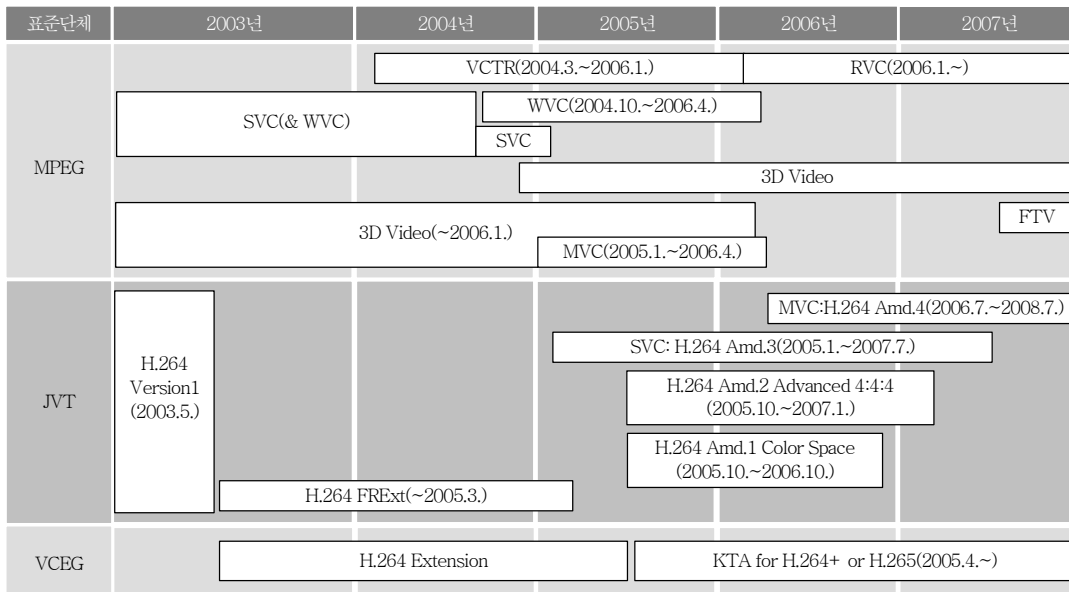 표준단체 2003년 2004년 2005년 2006년 2007년
MPEG
VCTR(2004.3.~2006.1.)
RVC(2006.1.~)
SVC(& WVC)
WVC(2004.10.~2006.4.)
SVC
3D Video
3D Video(~2006.1.)
FTV
MVC(2005.1.~2006.4.)
JVT
H.264
Version1
(2003.5.)
MVC:H.264 Amd.4(2006.7.~2008.7.)
SVC: H.264 Amd.3(2005.1.~2007.7.)
H.264 Amd.2 Advanced 4:4:4
(2005.10.~2007.1.)
H.264 Amd.1 Color Space
(2005.10.~2006.10.)
H.264 FRExt(~2005.3.)
VCEG
H.264 Extension
KTA for H.264+ or H.265(2005.4.~)